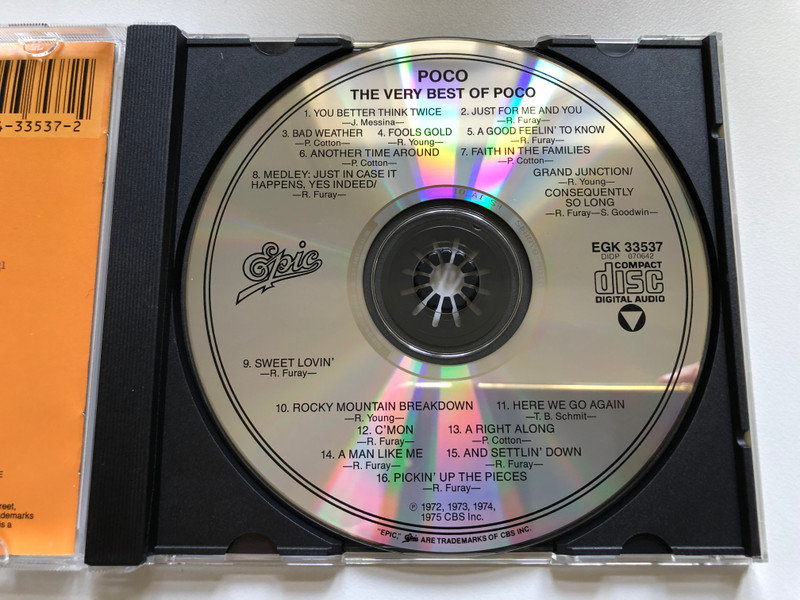 -33537-2
reet,
demarks
is a
POCO
THE VERY BEST OF POCO
1. YOU BETTER THINK TWICE 2. JUST FOR ME AND YOU
—J. Messina— —R. Furay—
3. BAD WEATHER 4. FOOLS GOLD 5. A GOOD FEELIN' TO KNOW
—P. Cotton— —R. Young— —R. Furay—
6. ANOTHER TIME AROUND 7. FAITH IN THE FAMILIES
—P. Cotton— —P. Cotton—
8. MEDLEY: JUST IN CASE IT GRAND JUNCTION/
HAPPENS, YES INDEED/ —R. Young—
—R. Furay— CONSEQUENTLY
SO LONG
—R. Furay—S. Goodwin—
Epic
EGK 33537
DIDP 070642
COMPACT
disc
DIGITAL AUDIO
9. SWEET LOVIN'
—R. Furay—
10. ROCKY MOUNTAIN BREAKDOWN 11. HERE WE GO AGAIN
—R. Young— —T. B. Schmit—
12. C'MON 13. A RIGHT ALONG
—R. Furay— —P. Cotton—
14. A MAN LIKE ME 15. AND SETTLIN' DOWN
—R. Furay— —R. Furay—
16. PICKIN' UP THE PIECES
—R. Furay—
℗ 1972, 1973, 1974,
1975 CBS Inc.
"EPIC," Epic ARE TRADEMARKS OF CBS INC.